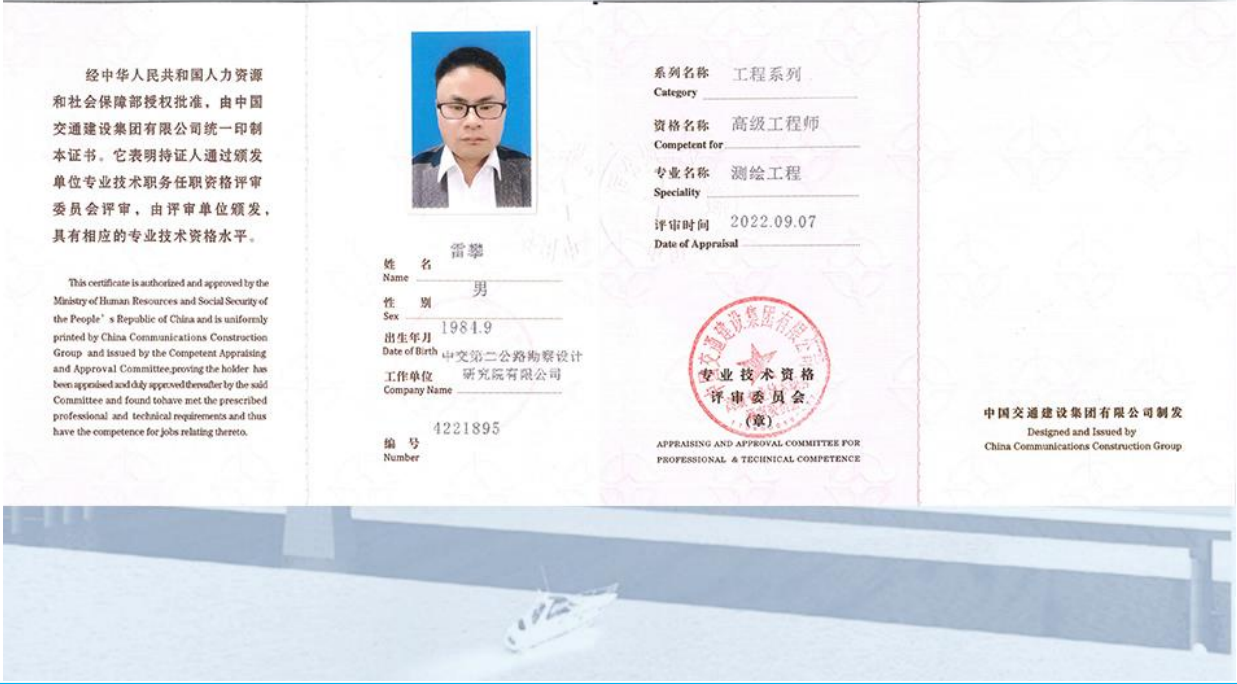 经中华人民共和国人力资源
和社会保障部授权批准，由中国
交通建设集团有限公司统一印制
本证书。它表明持证人通过颁发
单位专业技术职务任职资格评审
委员会评审，由评审单位颁发，
具有相应的专业技术资格水平。
This certificate is authorized and approved by the
Ministry of Human Resources and Social Security of
the People's Republic of China and is uniformly
printed by China Communications Construction
Group and issued by the Competent Appraising
and Approval Committee,proving the holder has
been appraised and duly approved thereafter by the said
Committee and found tohave met the prescribed
professional and technical requirements and thus
have the competence for jobs relating thereto.
姓 名 雷攀
Name
性 别 男
Sex
出生年月 1984.9
Date of Birth
工作单位 中交第二公路勘察设计
研究院有限公司
Company Name
编 号 4221895
Number
系列名称 工程系列
Category
资格名称 高级工程师
Competent for
专业名称 测绘工程
Speciality
评审时间 2022.09.07
Date of Appraisal
中国交通建设集团有限公司
专业技术资格
评审委员会
(章)
APPRAISING AND APPROVAL COMMITTEE FOR
PROFESSIONAL & TECHNICAL COMPETENCE
中国交通建设集团有限公司制发
Designed and Issued by
China Communications Construction Group